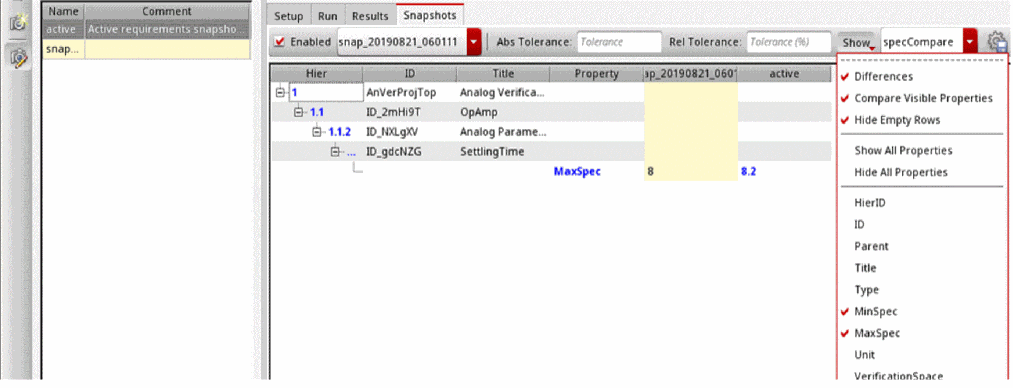 Name Comment
active Active requirements snapsho...
snap...
Setup Run Results Snapshots
Enabled snap_20190821_060111 Abs Tolerance: Tolerance Rel Tolerance: Tolerance (%) Show specCompare
Hier ID Title Property ap_20190821_060 active
1 AnVerProjTop Analog Verifica...
1.1 ID_2mHi9T OpAmp
1.1.2 ID_NXLgXV Analog Parame...
... ID_gdcNZG SettlingTime
MaxSpec 8 8.2
Differences
Compare Visible Properties
Hide Empty Rows
Show All Properties
Hide All Properties
HierID
ID
Parent
Title
Type
MinSpec
MaxSpec
Unit
VerificationSpace